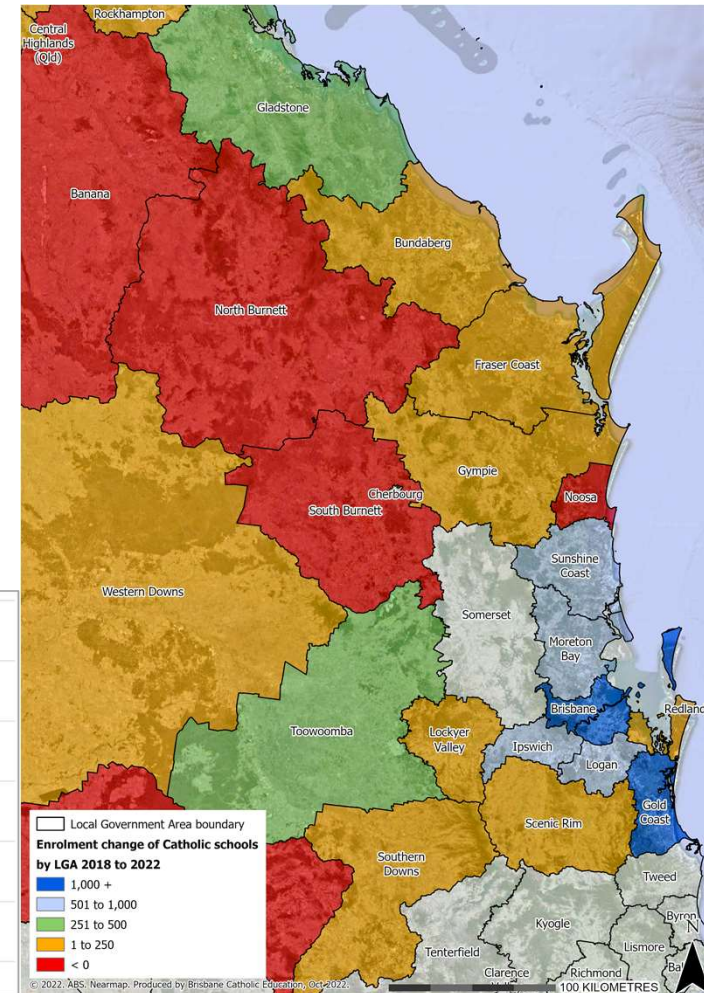 Rockhampton
Central
Highlands
(Qld)
Gladstone
Banana
Bundaberg
North Burnett
Fraser Coast
Gympie
Cherbourg
South Burnett
Noosa
Sunshine
Coast
Western Downs
Somerset
Moreton
Bay
Brisbane
Redland
Toowoomba
Lockyer
Valley
Ipswich
Logan
Gold
Coast
Scenic Rim
Southern
Downs
Tweed
Kyogle
Byron
Lismore
Tenterfield
Clarence
Richmond
N
Local Government Area boundary
Enrolment change of Catholic schools
by LGA 2018 to 2022
1,000 +
501 to 1,000
251 to 500
1 to 250
< 0
© 2022. ABS. Nearmap. Produced by Brisbane Catholic Education, Oct 2022.
100 KILOMETRES